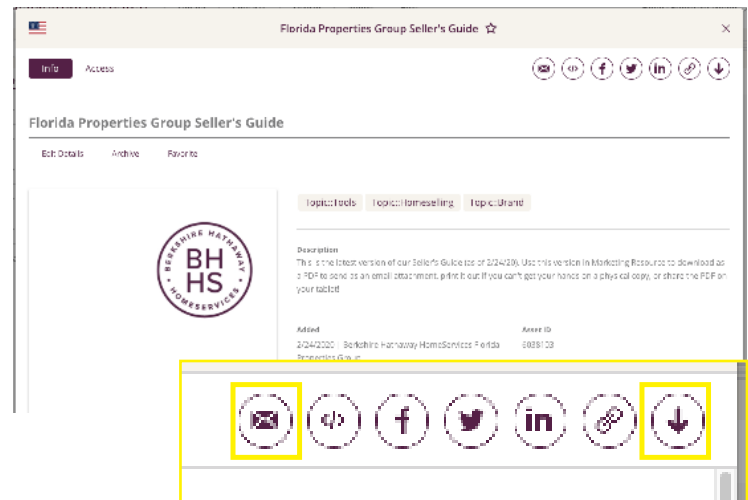 Florida Properties Group Seller's Guide
Info Access
Florida Properties Group Seller's Guide
Edit Details Archive Favorite
Topic::Tools Topic::Homeselling Topic::Brand
BERKSHIRE HATHAWAY
BH
HS
HOMESERVICES
Description
This is the latest version of our Seller's Guide (as of 2/24/20). Use this version in Marketing Resource to download as
a PDF to send as an email attachment, print it out if you can't get your hands on a physical copy, or share the PDF on
your tablet!
Added Asset ID
2/24/2020 | Berkshire Hathaway HomeServices Florida
Properties Group